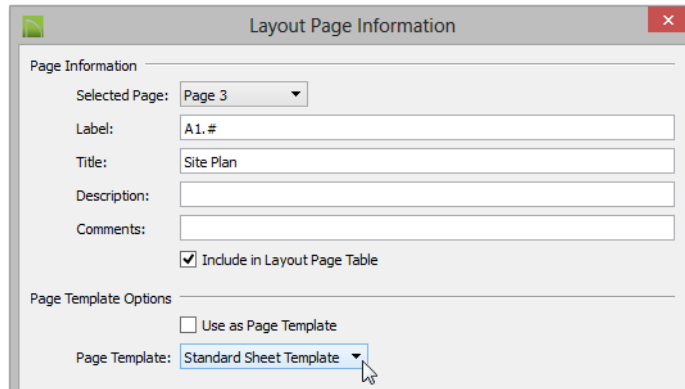 Layout Page Information
Page Information
Selected Page: Page 3
Label: A1.#
Title: Site Plan
Description:
Comments:
Include in Layout Page Table
Page Template Options
Use as Page Template
Page Template: Standard Sheet Template